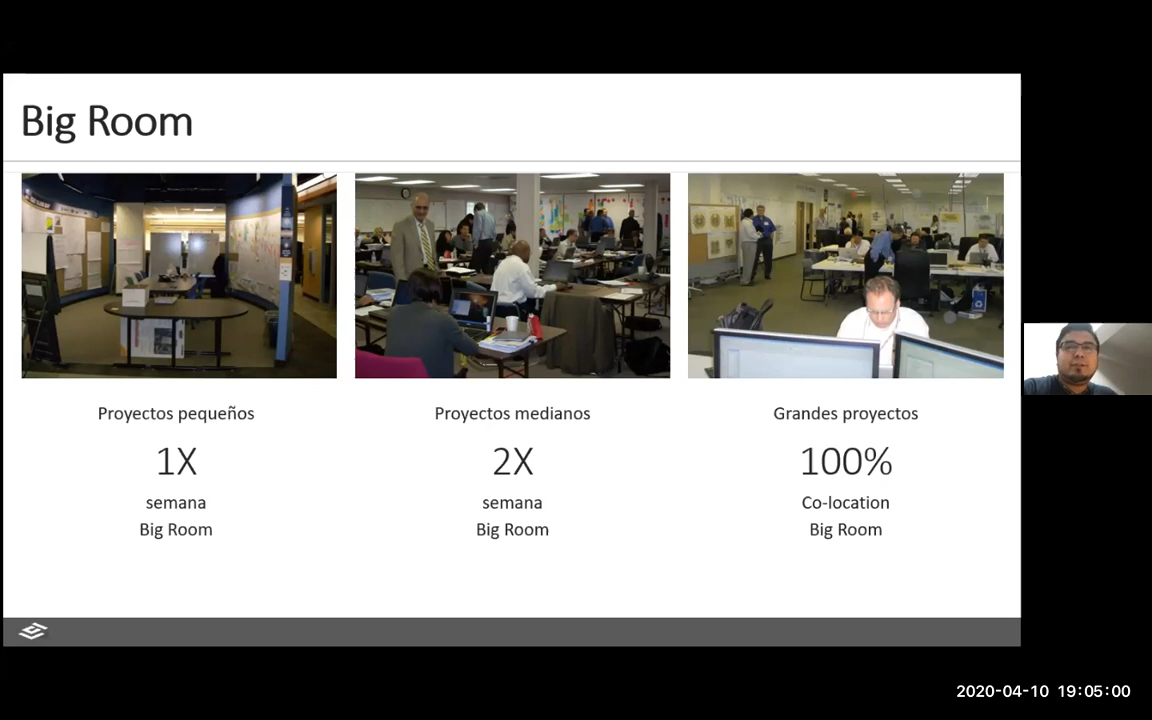 Big Room
Proyectos pequeños
1X
semana
Big Room
Proyectos medianos
2X
semana
Big Room
Grandes proyectos
100%
Co-location
Big Room
2020-04-10 19:05:00